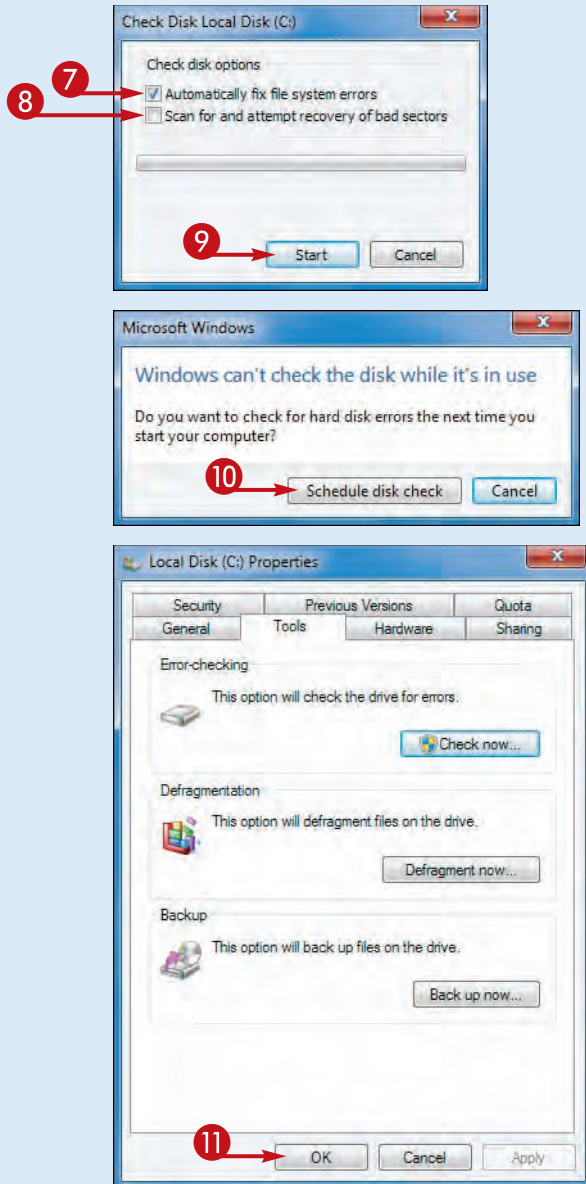 Check Disk Local Disk (C:)
Check disk options
7
Automatically fix file system errors
8
Scan for and attempt recovery of bad sectors
9
Start
Cancel
Microsoft Windows
Windows can't check the disk while it's in use
Do you want to check for hard disk errors the next time you
start your computer?
10
Schedule disk check
Cancel
Local Disk (C:) Properties
Security
Previous Versions
Quota
General
Tools
Hardware
Sharing
Error-checking
This option will check the drive for errors.
Check now...
Defragmentation
This option will defragment files on the drive.
Defragment now...
Backup
This option will back up files on the drive.
Back up now...
11
OK
Cancel
Apply